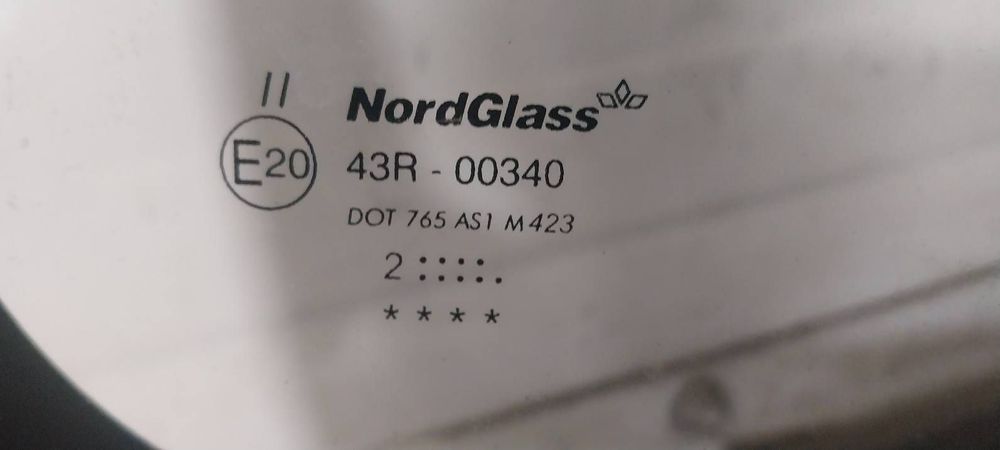 II
NordGlass
E20
43R - 00340
DOT 765 AS1 M423
2 :::: .
* * * *